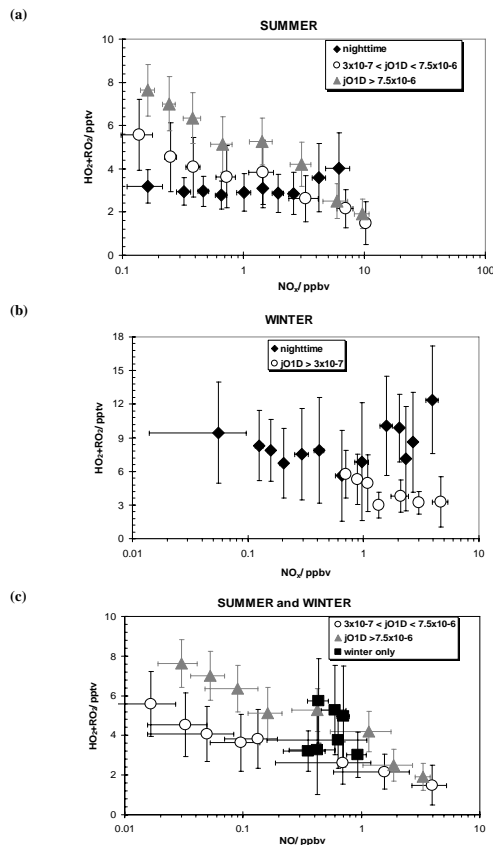 (a)
SUMMER
nighttime
3x10-7 < jO1D < 7.5x10-6
jO1D > 7.5x10-6
HO2+RO2/ pptv
8
6
4
2
0
0.1
1
10
100
NOx/ ppbv
(b)
WINTER
nighttime
jO1D > 3x10-7
HO2+RO2/ pptv
18
15
12
9
6
3
0
0.01
0.1
1
10
NOx/ ppbv
(c)
SUMMER and WINTER
3x10-7 < jO1D < 7.5x10-6
jO1D >7.5x10-6
winter only
HO2+RO2/ pptv
10
8
6
4
2
0
0.01
0.1
1
10
NO/ ppbv